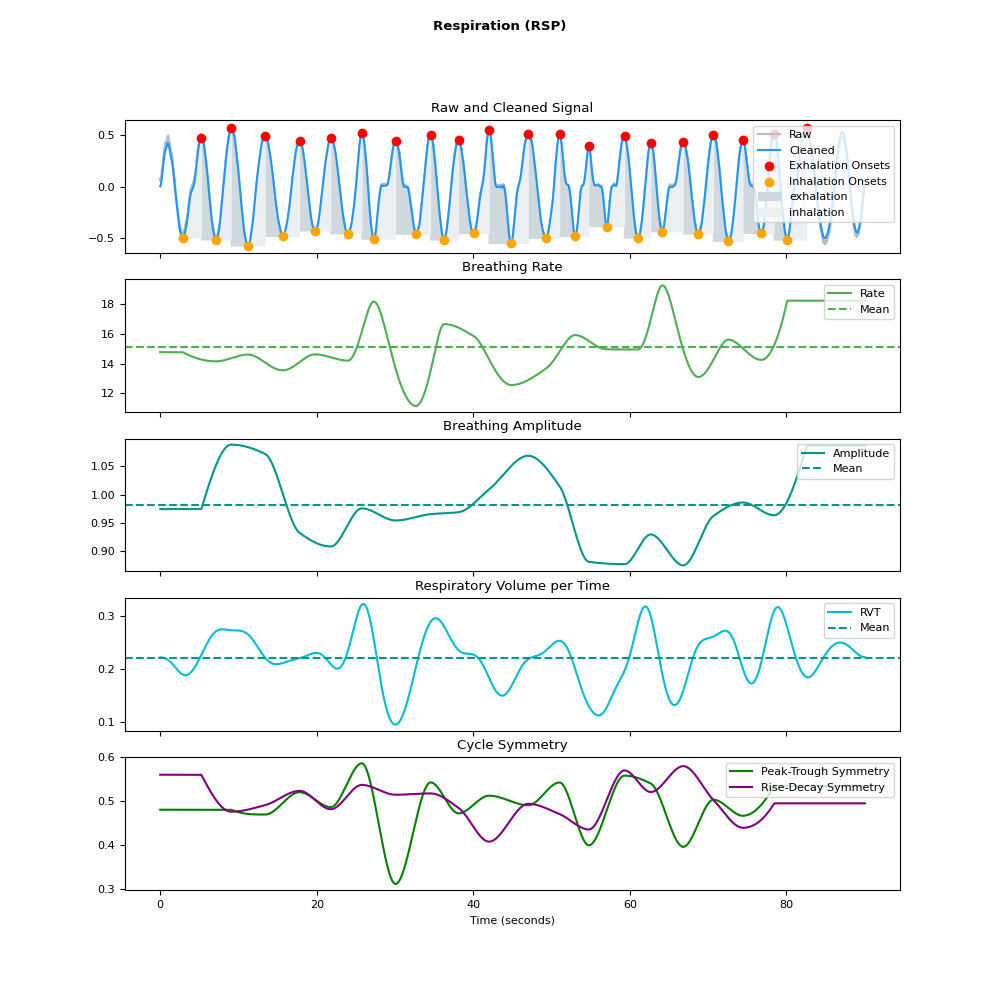 Respiration (RSP)
Raw and Cleaned Signal
0.5
0.0
−0.5
Raw
Cleaned
Exhalation Onsets
Inhalation Onsets
exhalation
inhalation
Breathing Rate
18
16
14
12
Rate
Mean
Breathing Amplitude
1.05
1.00
0.95
0.90
Amplitude
Mean
Respiratory Volume per Time
0.3
0.2
0.1
RVT
Mean
Cycle Symmetry
0.6
0.5
0.4
0.3
Peak-Trough Symmetry
Rise-Decay Symmetry
0 20 40 60 80
Time (seconds)